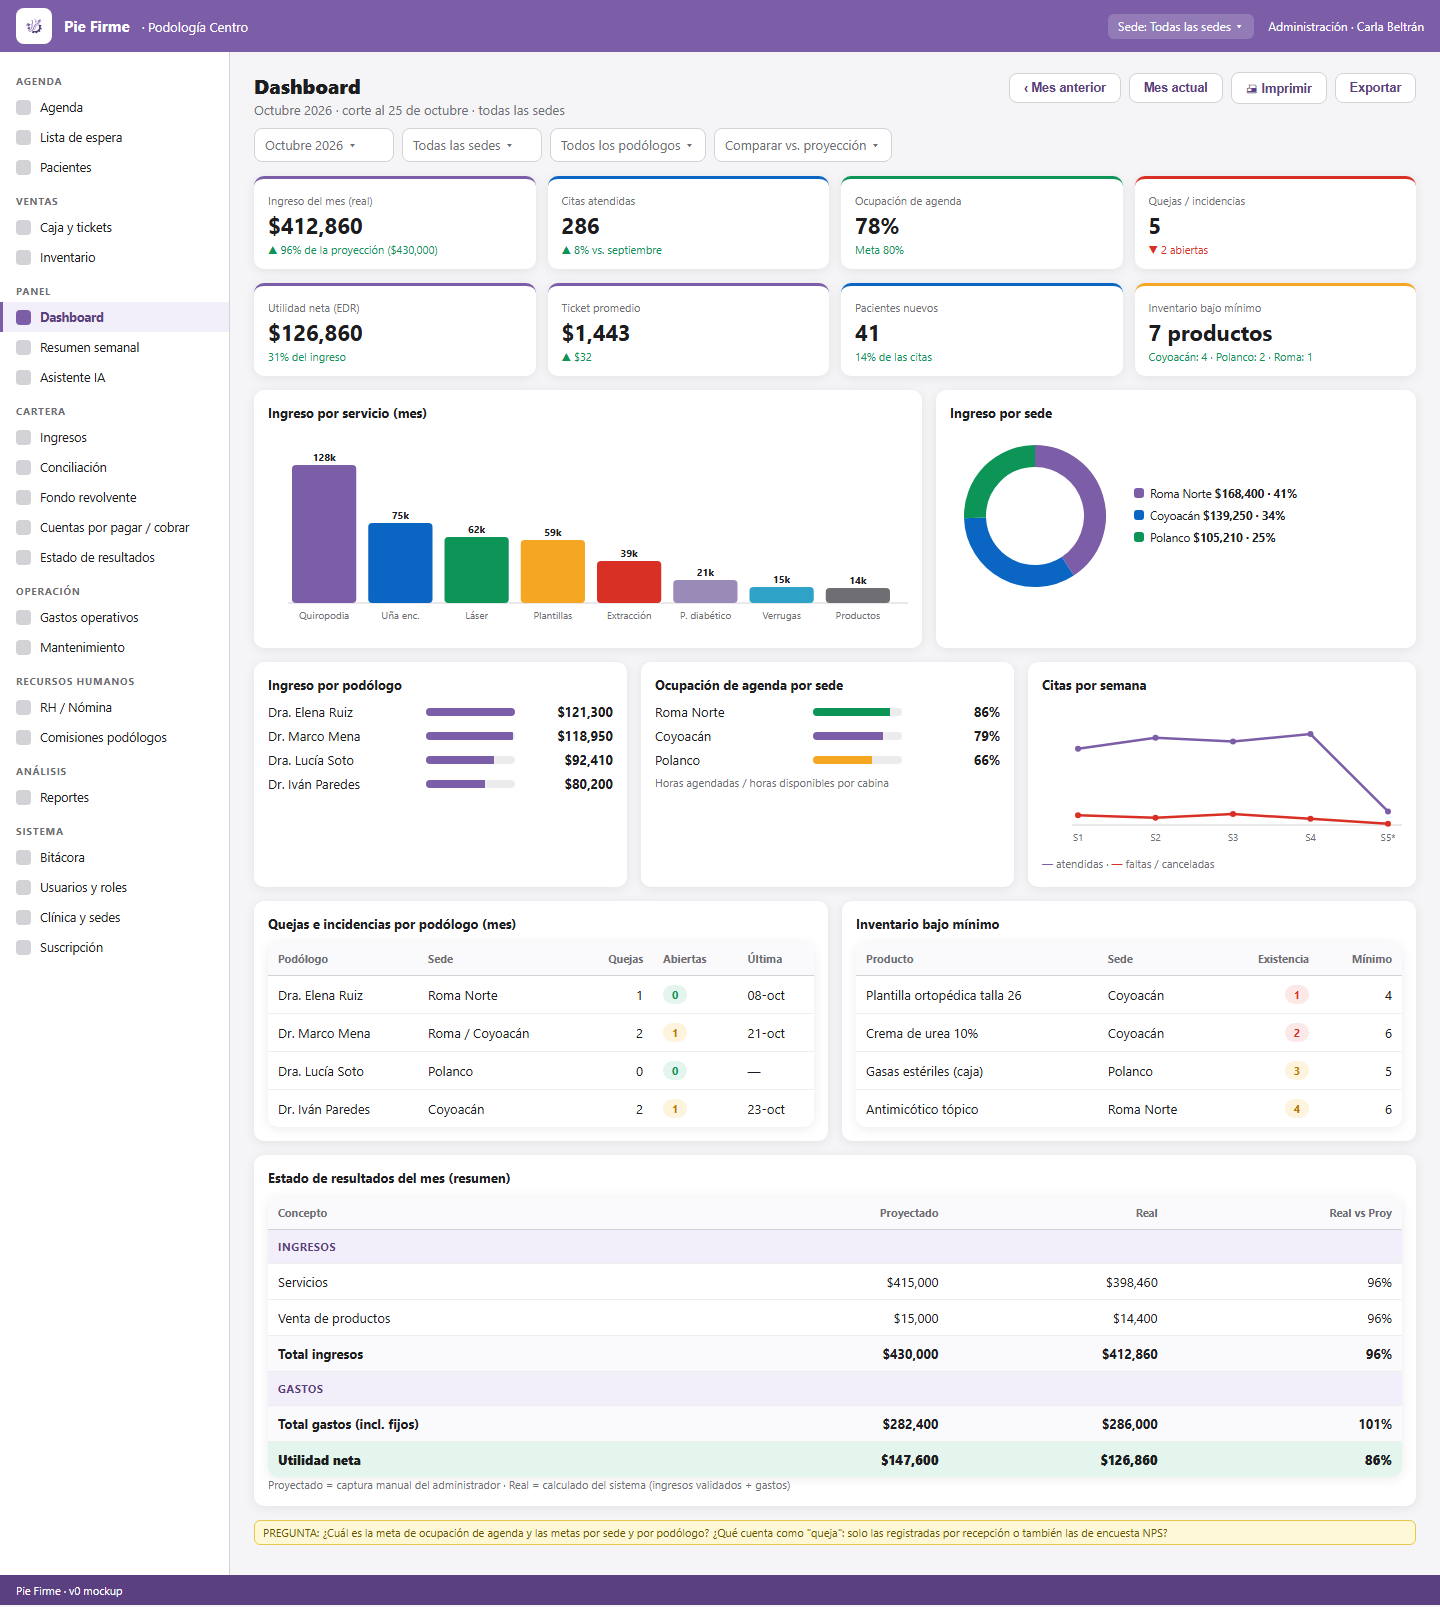 Pie Firme · Podología Centro
Sede: Todas las sedes ▾
Administración · Carla Beltrán
AGENDA
Agenda
Lista de espera
Pacientes
VENTAS
Caja y tickets
Inventario
PANEL
Dashboard
Resumen semanal
Asistente IA
CARTERA
Ingresos
Conciliación
Fondo revolvente
Cuentas por pagar / cobrar
Estado de resultados
OPERACIÓN
Gastos operativos
Mantenimiento
RECURSOS HUMANOS
RH / Nómina
Comisiones podólogos
ANÁLISIS
Reportes
SISTEMA
Bitácora
Usuarios y roles
Clínica y sedes
Suscripción
Dashboard
Octubre 2026 · corte al 25 de octubre · todas las sedes
‹ Mes anterior
Mes actual
Imprimir
Exportar
Octubre 2026 ▾
Todas las sedes ▾
Todos los podólogos ▾
Comparar vs. proyección ▾
Ingreso del mes (real)
$412,860
▲ 96% de la proyección ($430,000)
Citas atendidas
286
▲ 8% vs. septiembre
Ocupación de agenda
78%
Meta 80%
Quejas / incidencias
5
▼ 2 abiertas
Utilidad neta (EDR)
$126,860
31% del ingreso
Ticket promedio
$1,443
▲ $32
Pacientes nuevos
41
14% de las citas
Inventario bajo mínimo
7 productos
Coyoacán: 4 · Polanco: 2 · Roma: 1
Ingreso por servicio (mes)
128k
75k
62k
59k
39k
21k
15k
14k
Quiropodia
Uña enc.
Láser
Plantillas
Extracción
P. diabético
Verrugas
Productos
Ingreso por sede
Roma Norte $168,400 · 41%
Coyoacán $139,250 · 34%
Polanco $105,210 · 25%
Ingreso por podólogo
Dra. Elena Ruiz $121,300
Dr. Marco Mena $118,950
Dra. Lucía Soto $92,410
Dr. Iván Paredes $80,200
Ocupación de agenda por sede
Roma Norte 86%
Coyoacán 79%
Polanco 66%
Horas agendadas / horas disponibles por cabina
Citas por semana
S1 S2 S3 S4 S5*
— atendidas · — faltas / canceladas
Quejas e incidencias por podólogo (mes)
Podólogo Sede Quejas Abiertas Última
Dra. Elena Ruiz Roma Norte 1 0 08-oct
Dr. Marco Mena Roma / Coyoacán 2 1 21-oct
Dra. Lucía Soto Polanco 0 0 —
Dr. Iván Paredes Coyoacán 2 1 23-oct
Inventario bajo mínimo
Producto Sede Existencia Mínimo
Plantilla ortopédica talla 26 Coyoacán 1 4
Crema de urea 10% Coyoacán 2 6
Gasas estériles (caja) Polanco 3 5
Antimicótico tópico Roma Norte 4 6
Estado de resultados del mes (resumen)
Concepto Proyectado Real Real vs Proy
INGRESOS
Servicios $415,000 $398,460 96%
Venta de productos $15,000 $14,400 96%
Total ingresos $430,000 $412,860 96%
GASTOS
Total gastos (incl. fijos) $282,400 $286,000 101%
Utilidad neta $147,600 $126,860 86%
Proyectado = captura manual del administrador · Real = calculado del sistema (ingresos validados + gastos)
PREGUNTA: ¿Cuál es la meta de ocupación de agenda y las metas por sede y por podólogo? ¿Qué cuenta como "queja": solo las registradas por recepción o también las de encuesta NPS?
Pie Firme · v0 mockup